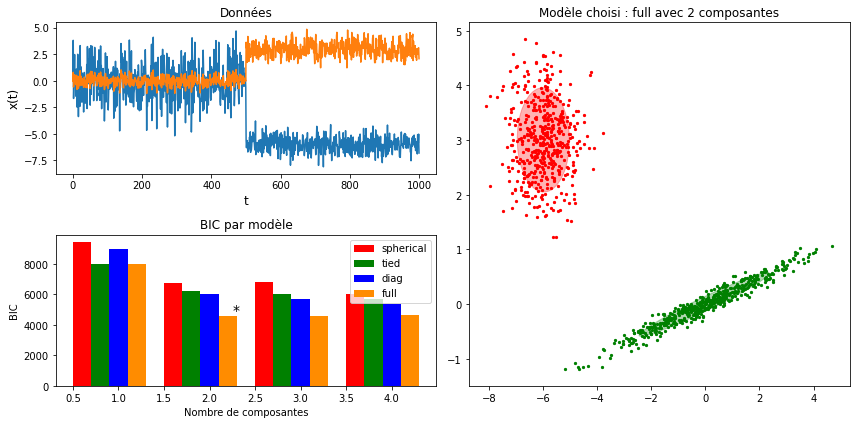 Données
x(t)
5.0
2.5
0.0
−2.5
−5.0
−7.5
0 200 400 600 800 1000
t
BIC par modèle
BIC
8000
6000
4000
2000
0
*
spherical
tied
diag
full
0.5 1.0 1.5 2.0 2.5 3.0 3.5 4.0
Nombre de composantes
Modèle choisi : full avec 2 composantes
5
4
3
2
1
0
−1
−8 −6 −4 −2 0 2 4